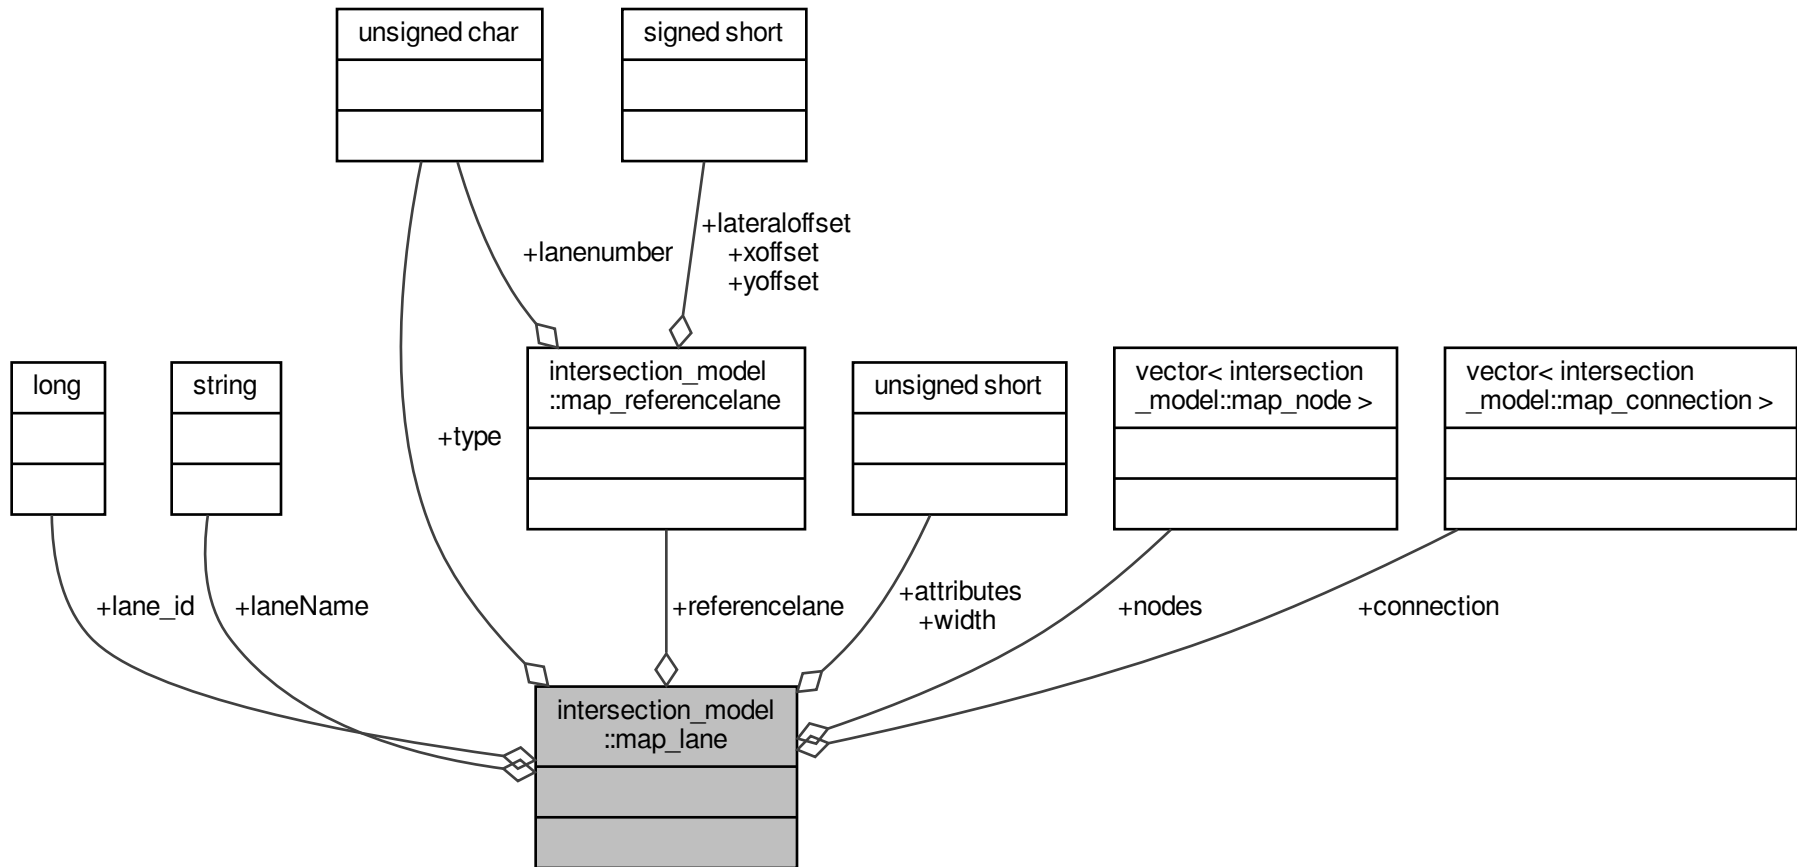 unsigned char
signed short
+lateraloffset
+xoffset
+yoffset
+lanenumber
long
string
intersection_model
::map_referencelane
unsigned short
vector< intersection
_model::map_node >
vector< intersection
_model::map_connection >
+type
+lane_id
+laneName
+referencelane
+attributes
+width
+nodes
+connection
intersection_model
::map_lane